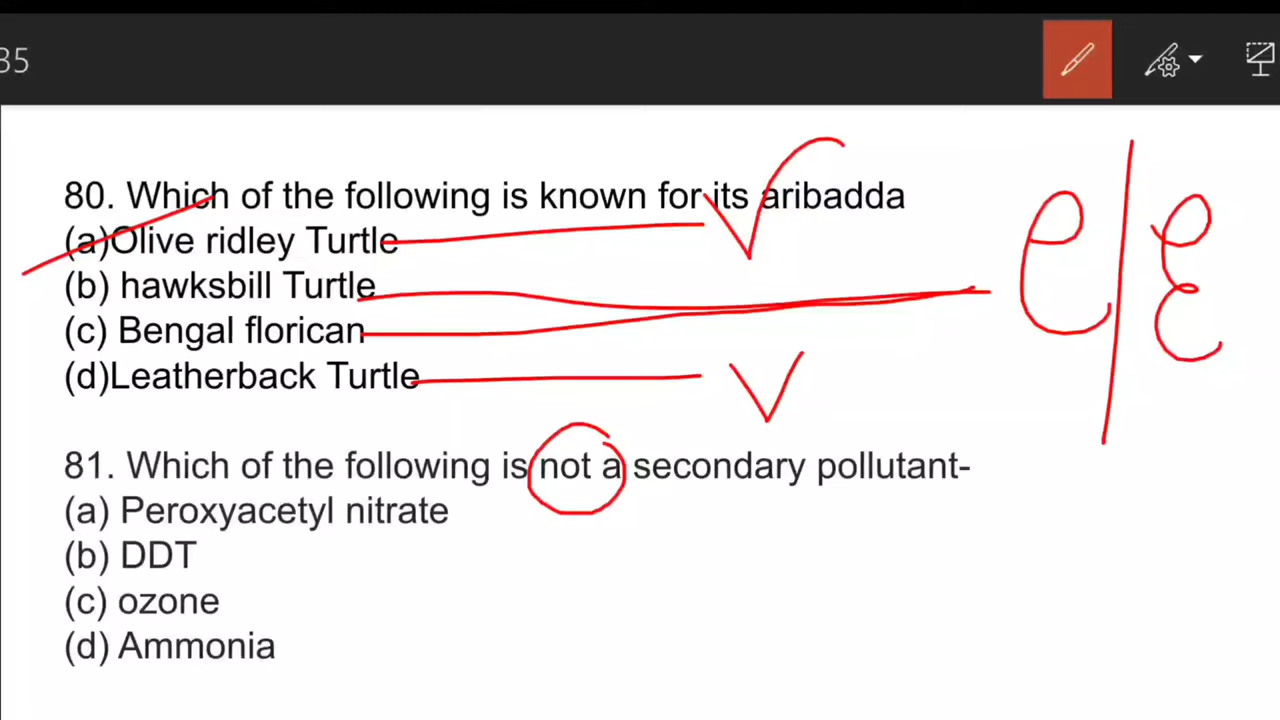 35
80. Which of the following is known for its aribadda
(a)Olive ridley Turtle
(b) hawksbill Turtle
(c) Bengal florican
(d)Leatherback Turtle
81. Which of the following is not a secondary pollutant-
(a) Peroxyacetyl nitrate
(b) DDT
(c) ozone
(d) Ammonia